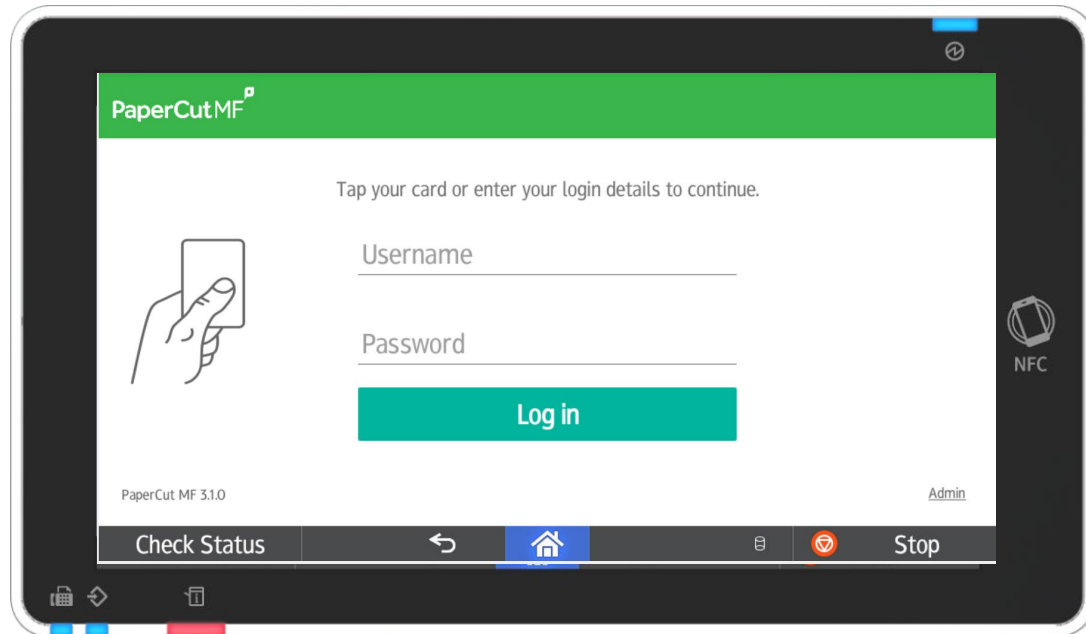 PaperCutMF
Tap your card or enter your login details to continue.
Username
Password
NFC
Log in
PaperCut MF 3.1.0
Admin
Check Status
Stop